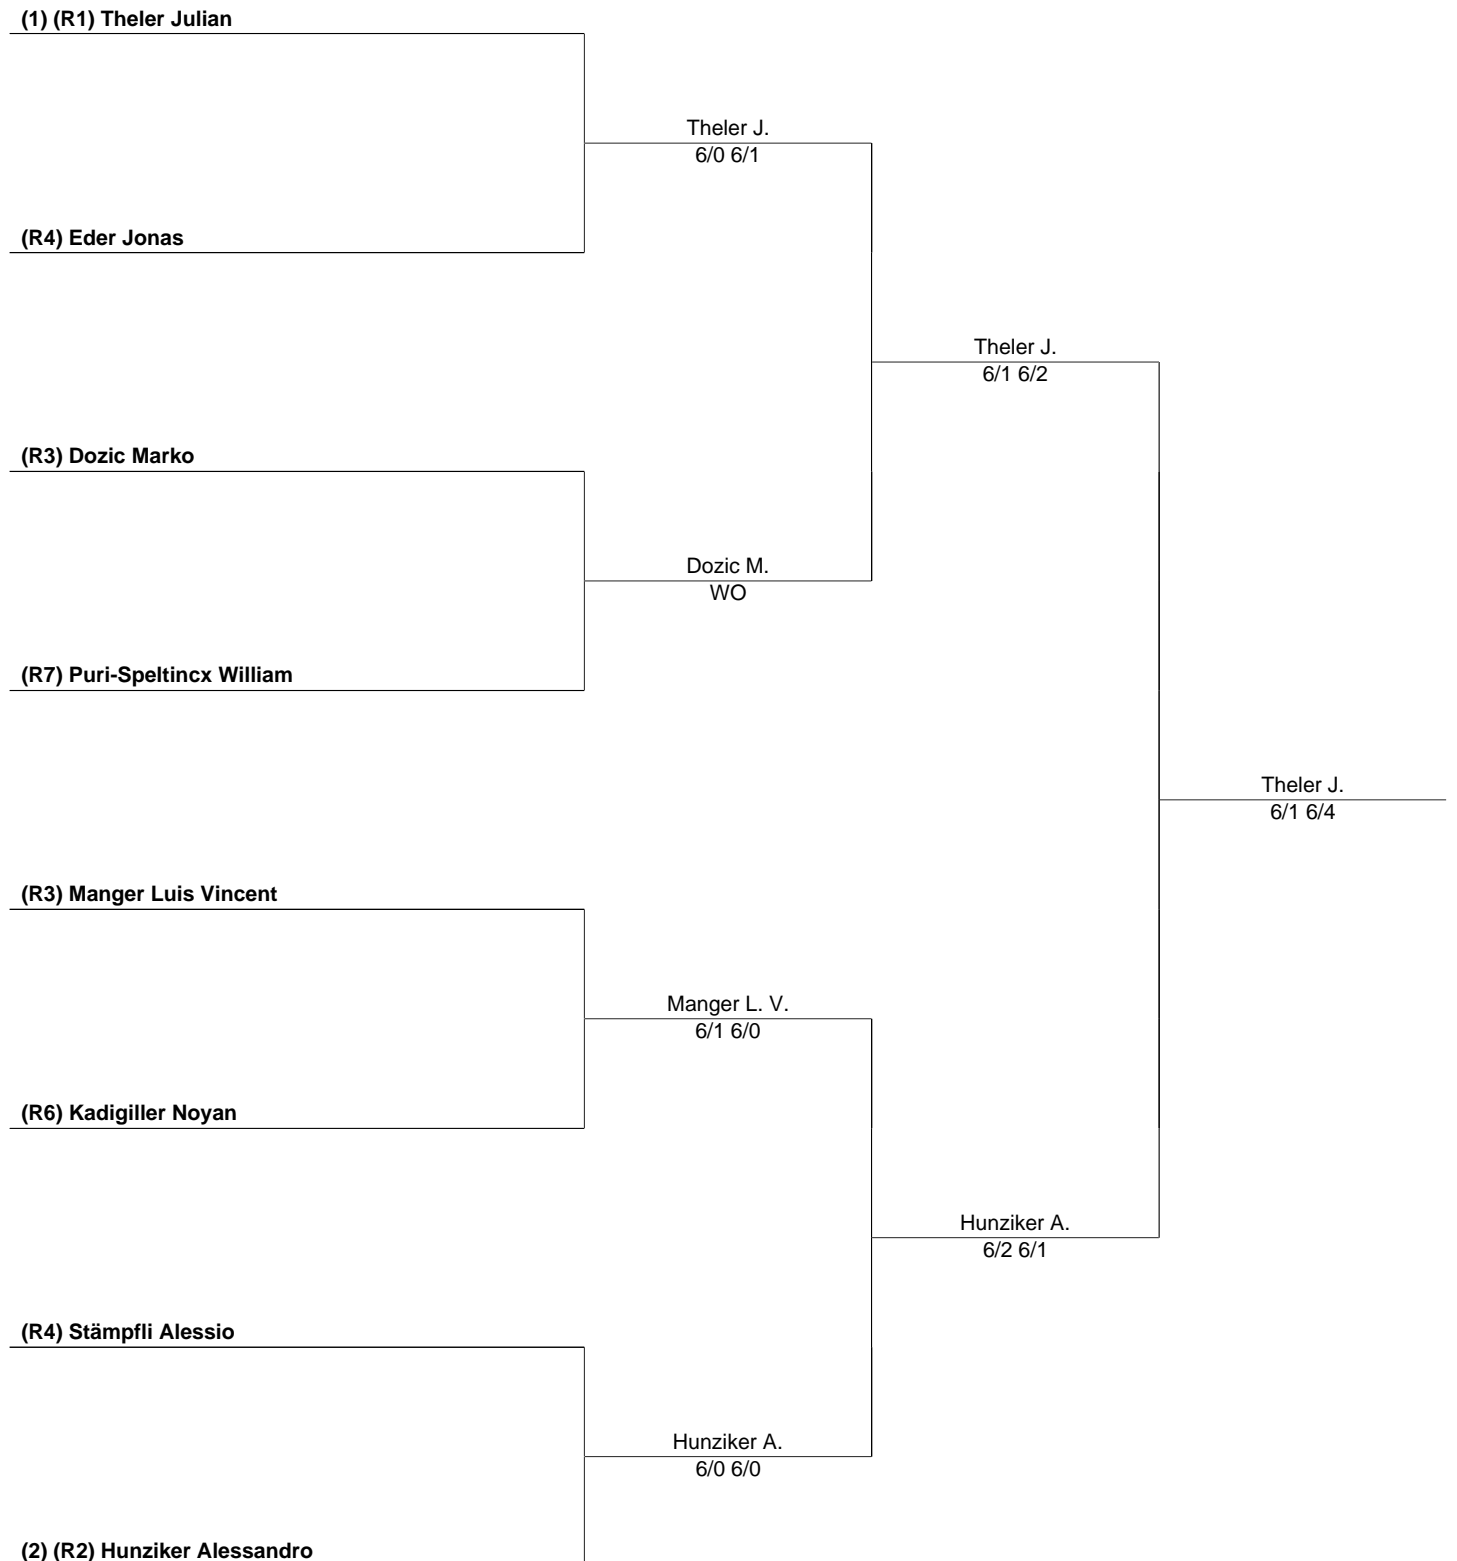 (1) (R1) Theler Julian
Theler J.
6/0 6/1
(R4) Eder Jonas
Theler J.
6/1 6/2
(R3) Dozic Marko
Dozic M.
WO
(R7) Puri-Speltincx William
Theler J.
6/1 6/4
(R3) Manger Luis Vincent
Manger L. V.
6/1 6/0
(R6) Kadigiller Noyan
Hunziker A.
6/2 6/1
(R4) Stämpfli Alessio
Hunziker A.
6/0 6/0
(2) (R2) Hunziker Alessandro